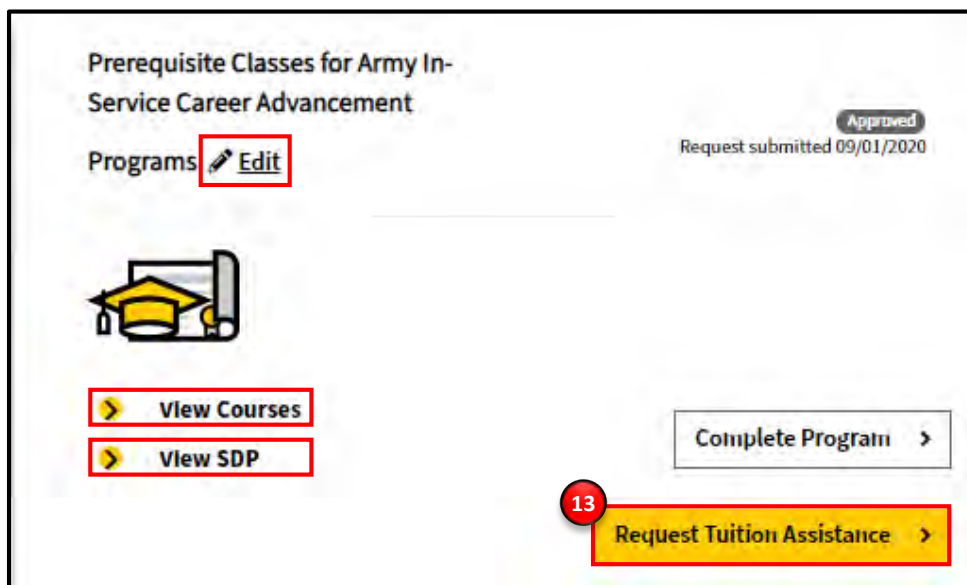 Prerequisite Classes for Army In-
Service Career Advancement
Programs Edit
Approved
Request submitted 09/01/2020
View Courses
View SDP
Complete Program
13
Request Tuition Assistance